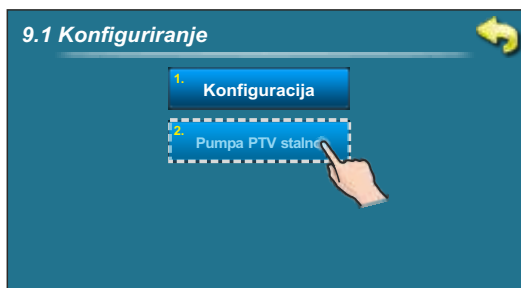 9.1 Konfiguriranje
1.
Konfiguracija
2.
Pumpa PTV stalno